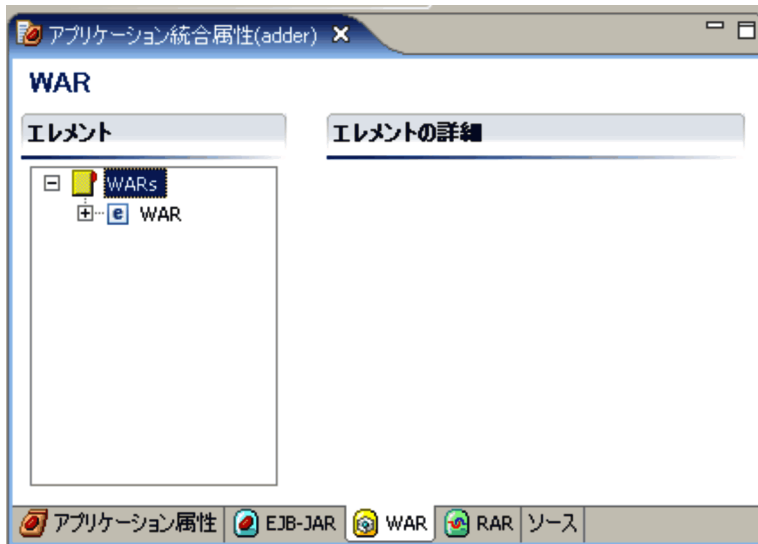 アプリケーション統合属性(adder)
WAR
エレメント
エレメントの詳細
WARs
WAR
アプリケーション属性 EJB-JAR WAR RAR ソース